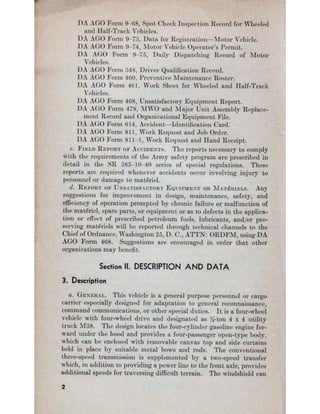 DA AGO Form 9-68, Spot Check Inspection Record for Wheeled
and Half-Track Vehicles.
DA AGO Form 9-73, Data for Registration—Motor Vehicle.
DA AGO Form 9-74, Motor Vehicle Operator's Permit.
DA AGO Form 9-75, Daily Dispatching Record of Motor
Vehicles.
DA AGO Form 348, Driver Qualification Record.
DA AGO Form 460, Preventive Maintenance Roster.
DA AGO Form 461, Work Sheet for Wheeled and Half-Track
Vehicles.
DA AGO Form 468, Unsatisfactory Equipment Report.
DA AGO Form 478, MWO and Major Unit Assembly Replace-
ment Record and Organizational Equipment File.
DA AGO Form 614, Accident—Identification Card.
DA AGO Form 811, Work Request and Job Order.
DA AGO Form 811-1, Work Request and Hand Receipt.
c. FIELD REPORT OF ACCIDENTS. The reports necessary to comply
with the requirements of the Army safety program are prescribed in
detail in the SR 385-10-40 series of special regulations. These
reports are required whenever accidents occur involving injury to
personnel or damage to matériel.
d. REPORT OF UNSATISFACTORY EQUIPMENT OR MATÉRIELS. Any
suggestions for improvement in design, maintenance, safety, and
efficiency of operation prompted by chronic failure or malfunction of
the matériel, spare parts, or equipment or as to defects in the applica-
tion or effect of prescribed petroleum fuels, lubricants, and/or pre-
serving matériels will be reported through technical channels to the
Chief of Ordnance, Washington 25, D. C., ATTN: ORDFM, using DA
AGO Form 468. Suggestions are encouraged in order that other
organizations may benefit.
Section II. DESCRIPTION AND DATA
3. Description
a. GENERAL. This vehicle is a general purpose personnel or cargo
carrier especially designed for adaptation to general reconnaissance,
command communications, or other special duties. It is a four-wheel
vehicle with four-wheel drive and designated as ¼-ton 4 x 4 utility
truck M38. The design locates the four-cylinder gasoline engine for-
ward under the hood and provides a four-passenger open-type body,
which can be enclosed with removable canvas top and side curtains
held in place by suitable metal bows and rods. The conventional
three-speed transmission is supplemented by a two-speed transfer
which, in addition to providing a power line to the front axle, provides
additional speeds for traversing difficult terrain. The windshield can
2